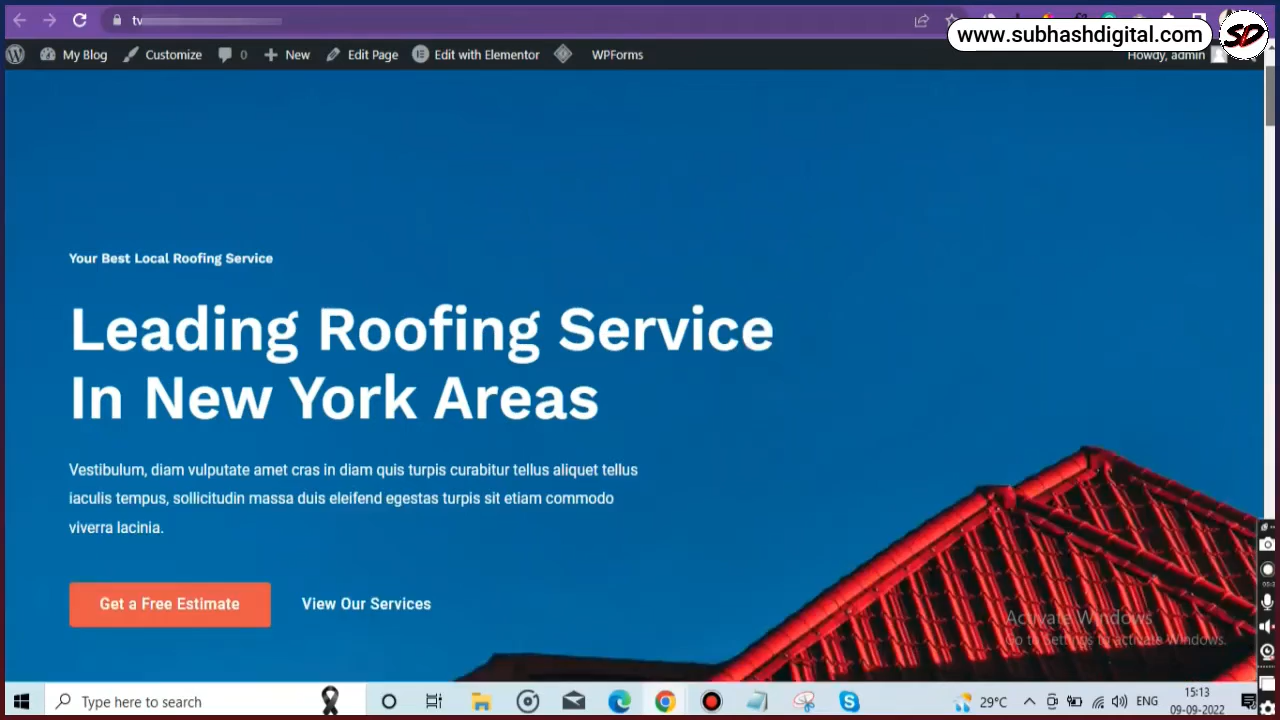 tv
www.subhashdigital.com
SD
My Blog
Customize
0
New
Edit Page
Edit with Elementor
WPForms
Howdy, admin
Your Best Local Roofing Service
Leading Roofing Service
In New York Areas
Vestibulum, diam vulputate amet cras in diam quis turpis curabitur tellus aliquet tellus
iaculis tempus, sollicitudin massa duis eleifend egestas turpis sit etiam commodo
viverra lacinia.
Get a Free Estimate
View Our Services
Activate Windows
Go to Settings to activate Windows.
Type here to search
29°C
ENG
15:13
09-09-2022